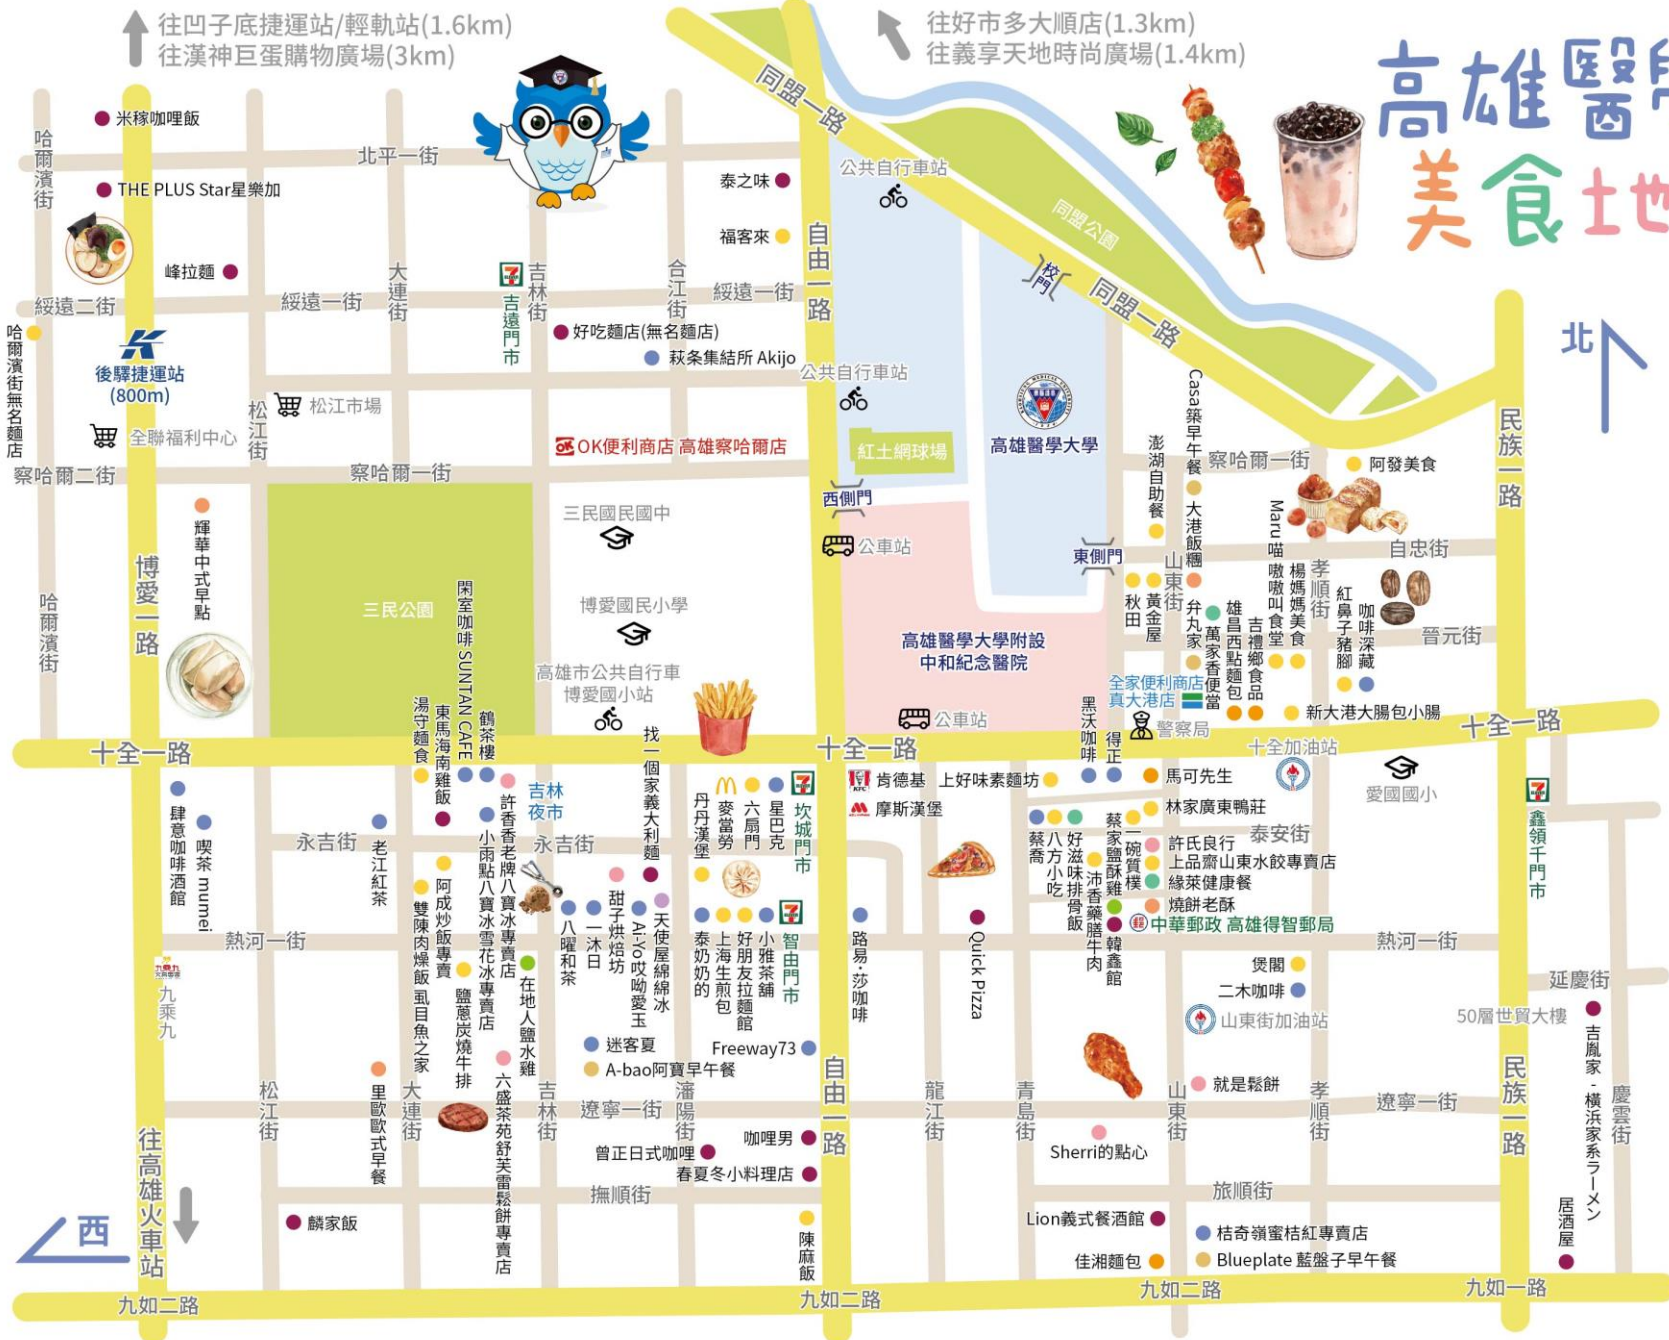 往凹子底捷運站/輕軌站(1.6km)
往漢神巨蛋購物廣場(3km)
往好市多大順店(1.3km)
往義享天地時尚廣場(1.4km)
高雄醫
美食地
北
西
哈爾濱街
米稼咖哩飯
北平一街
THE PLUS Star星樂加
峰拉麵
綏遠二街
綏遠一街
大連街
7
ELEVEN
吉遠門市
吉林街
合江街
綏遠一街
泰之味
福客來
自由一路
同盟一路
公共自行車站
同盟公園
校門
同盟一路
哈爾濱街無名麵店
後驛捷運站
(800m)
全聯福利中心
松江街
松江市場
好吃麵店(無名麵店)
萩条集結所 Akijo
公共自行車站
OK
OK便利商店 高雄察哈爾店
紅土網球場
KAOHSIUNG MEDICAL UNIVERSITY
1954
高雄醫學大學
察哈爾二街
察哈爾一街
西側門
公車站
東側門
Casa築早午餐
澎湖自助餐
察哈爾一街
阿發美食
民族一路
大港飯糰
Maru喵
自忠街
輝華中式早點
博愛一路
哈爾濱街
三民公園
三民國民國中
博愛國民小學
高雄市公共自行車
博愛國小站
高雄醫學大學附設
中和紀念醫院
公車站
秋田
黃金屋
山東街
弁丸家
萬家香便當
雄昌西點麵包
吉禮鄉食品
嗷嗷叫食堂
楊媽媽美食
孝順街
紅鼻子豬腳
咖啡深藏
晉元街
全家便利商店
真大港店
警察局
新大港大腸包小腸
十全一路
十全一路
十全一路
湯守麵食
東馬海南雞飯
閑室咖啡 SUNTAN CAFE
鶴茶樓
找一個家義大利麵
黑沃咖啡
得正
十全加油站
愛國國小
肆意咖啡酒館
喫茶 mumei
永吉街
老江紅茶
許香香老牌八寶冰專賣店
小雨點八寶冰雪花冰專賣店
吉林
夜市
永吉街
丹丹漢堡
麥當勞
六扇門
星巴克
7
ELEVEN
坎城門市
KFC
肯德基
摩斯漢堡
上好味素麵坊
馬可先生
林家廣東鴨莊
泰安街
許氏良行
上品齋山東水餃專賣店
緣萊健康餐
燒餅老酥
中華郵政 高雄得智郵局
蔡喬
八方小吃
好滋味排骨飯
沛香藥膳牛肉
蔡家鹽酥雞
一碗質樸
韓鑫館
7
ELEVEN
鑫領千門市
熱河一街
九乘九
九乘九
雙陳肉燥飯
阿成炒飯專賣
虱目魚之家
鹽蔥炭燒牛排
在地人鹽水雞
八曜和茶
一沐日
甜子烘焙坊
Ai-Yo哎呦愛玉
天使屋綿綿冰
泰奶奶的
上海生煎包
好朋友拉麵館
小雅茶舖
7
ELEVEN
智由門市
路易·莎咖啡
Quick Pizza
熱河一街
煲閣
二木咖啡
山東街加油站
延慶街
50層世貿大樓
迷客夏
A-bao阿寶早午餐
Freeway73
自由一路
就是鬆餅
松江街
里歐歐式早餐
大連街
六盛茶苑舒芙蕾鬆餅專賣店
吉林街
遼寧一街
瀋陽街
龍江街
青島街
山東街
孝順街
遼寧一街
民族一路
吉胤家‧橫浜家系ラーメン
慶雲街
往高雄火車站
麟家飯
咖哩男
曾正日式咖哩
春夏冬小料理店
撫順街
陳麻飯
Sherri的點心
旅順街
Lion義式餐酒館
佳湘麵包
桔奇嶺蜜桔紅專賣店
Blueplate 藍盤子早午餐
居酒屋
九如二路
九如二路
九如二路
九如一路